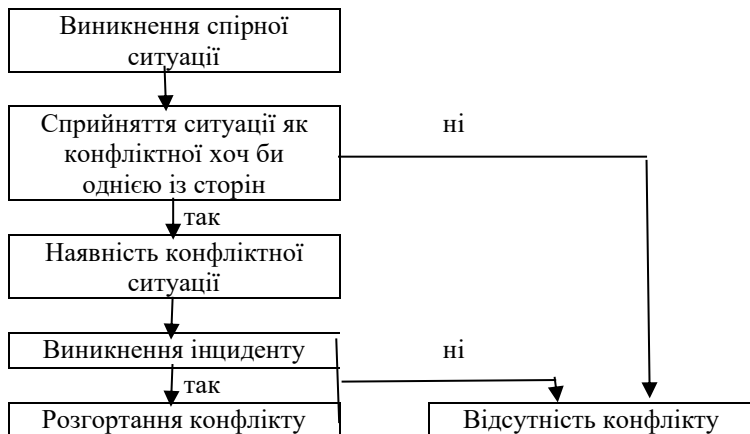 Виникнення спірної
ситуації
Сприйняття ситуації як
конфліктної хоч би
однією із сторін
ні
так
Наявність конфліктної
ситуації
Виникнення інциденту
ні
так
Розгортання конфлікту
Відсутність конфлікту